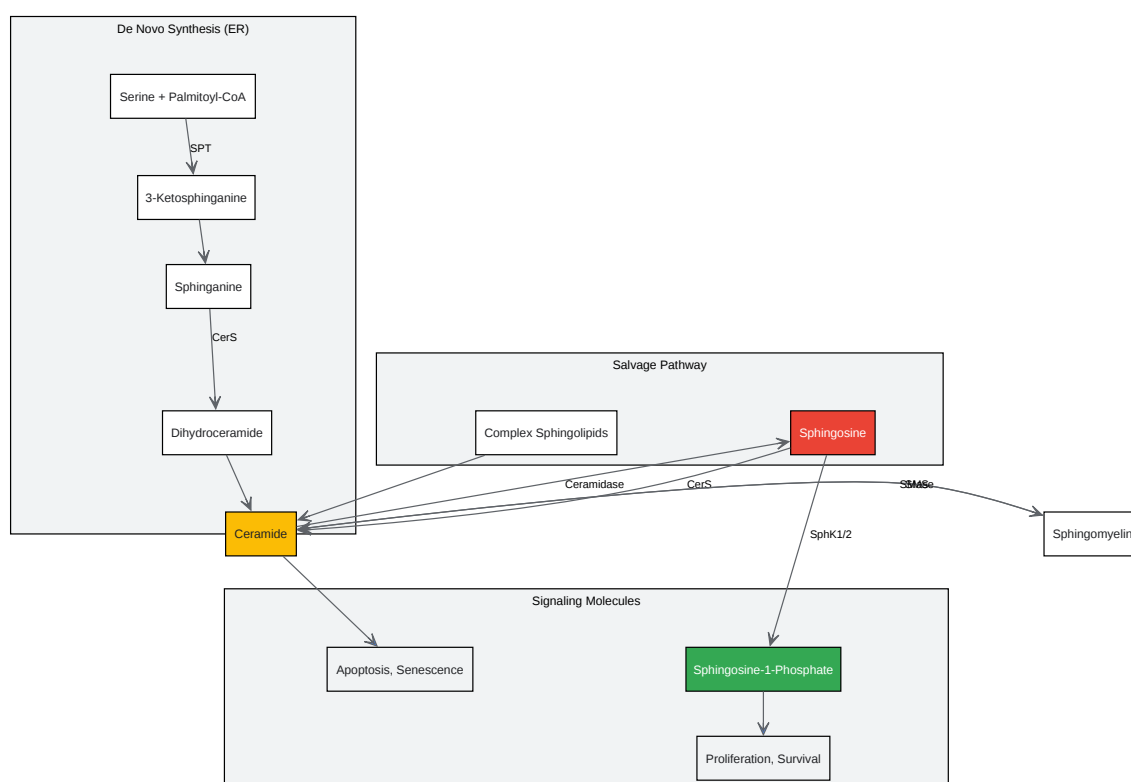 De Novo Synthesis (ER)
Serine + Palmitoyl-CoA
SPT
3-Ketosphinganine
Sphinganine
CerS
Dihydroceramide
Salvage Pathway
Complex Sphingolipids
Sphingosine
Ceramidase
CerS
Ceramide
SphK1/2
Sphingomyelin
Signaling Molecules
Apoptosis, Senescence
Sphingosine-1-Phosphate
Proliferation, Survival